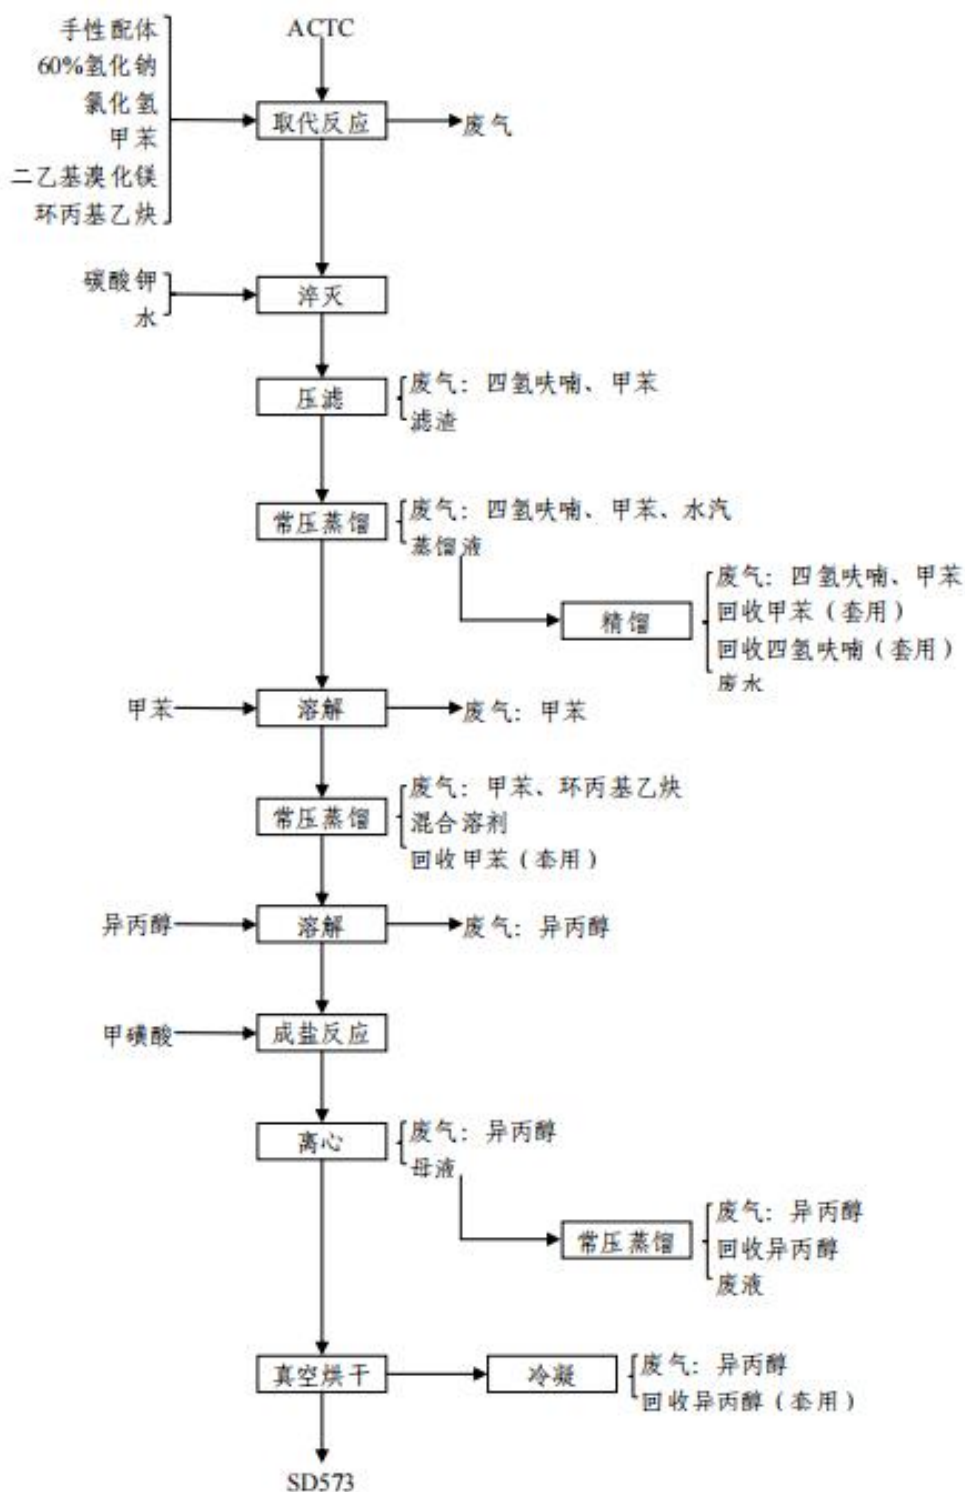 手性配体
60%氢化钠
氯化氢
甲苯
二乙基溴化镁
环丙基乙炔
ACTC
取代反应
废气
碳酸钾
水
淬灭
压滤
废气：四氢呋喃、甲苯
滤渣
常压蒸馏
废气：四氢呋喃、甲苯、水汽
蒸馏液
精馏
废气：四氢呋喃、甲苯
回收甲苯（套用）
回收四氢呋喃（套用）
废水
甲苯
溶解
废气：甲苯
常压蒸馏
废气：甲苯、环丙基乙炔
混合溶剂
回收甲苯（套用）
异丙醇
溶解
废气：异丙醇
甲磺酸
成盐反应
离心
废气：异丙醇
母液
常压蒸馏
废气：异丙醇
回收异丙醇
废液
真空烘干
冷凝
废气：异丙醇
回收异丙醇（套用）
SD573